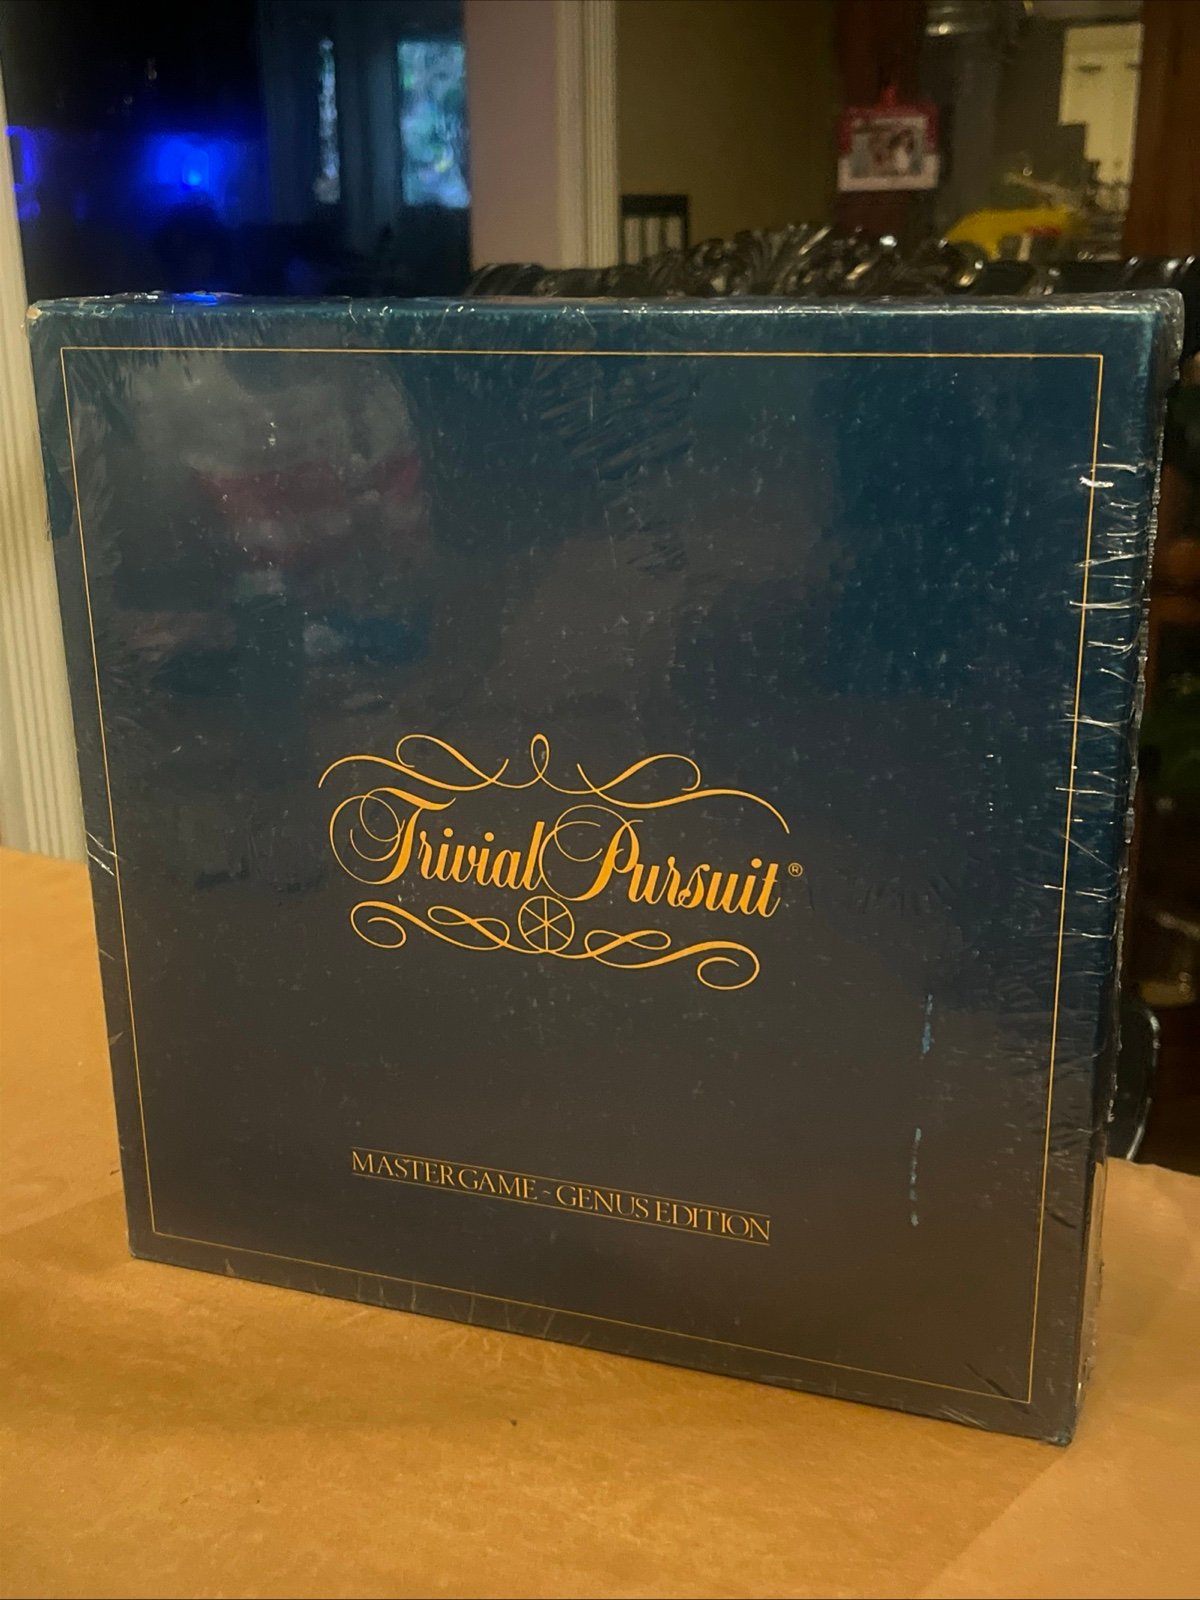 Trivial Pursuit®
MASTER GAME - GENUS EDITION